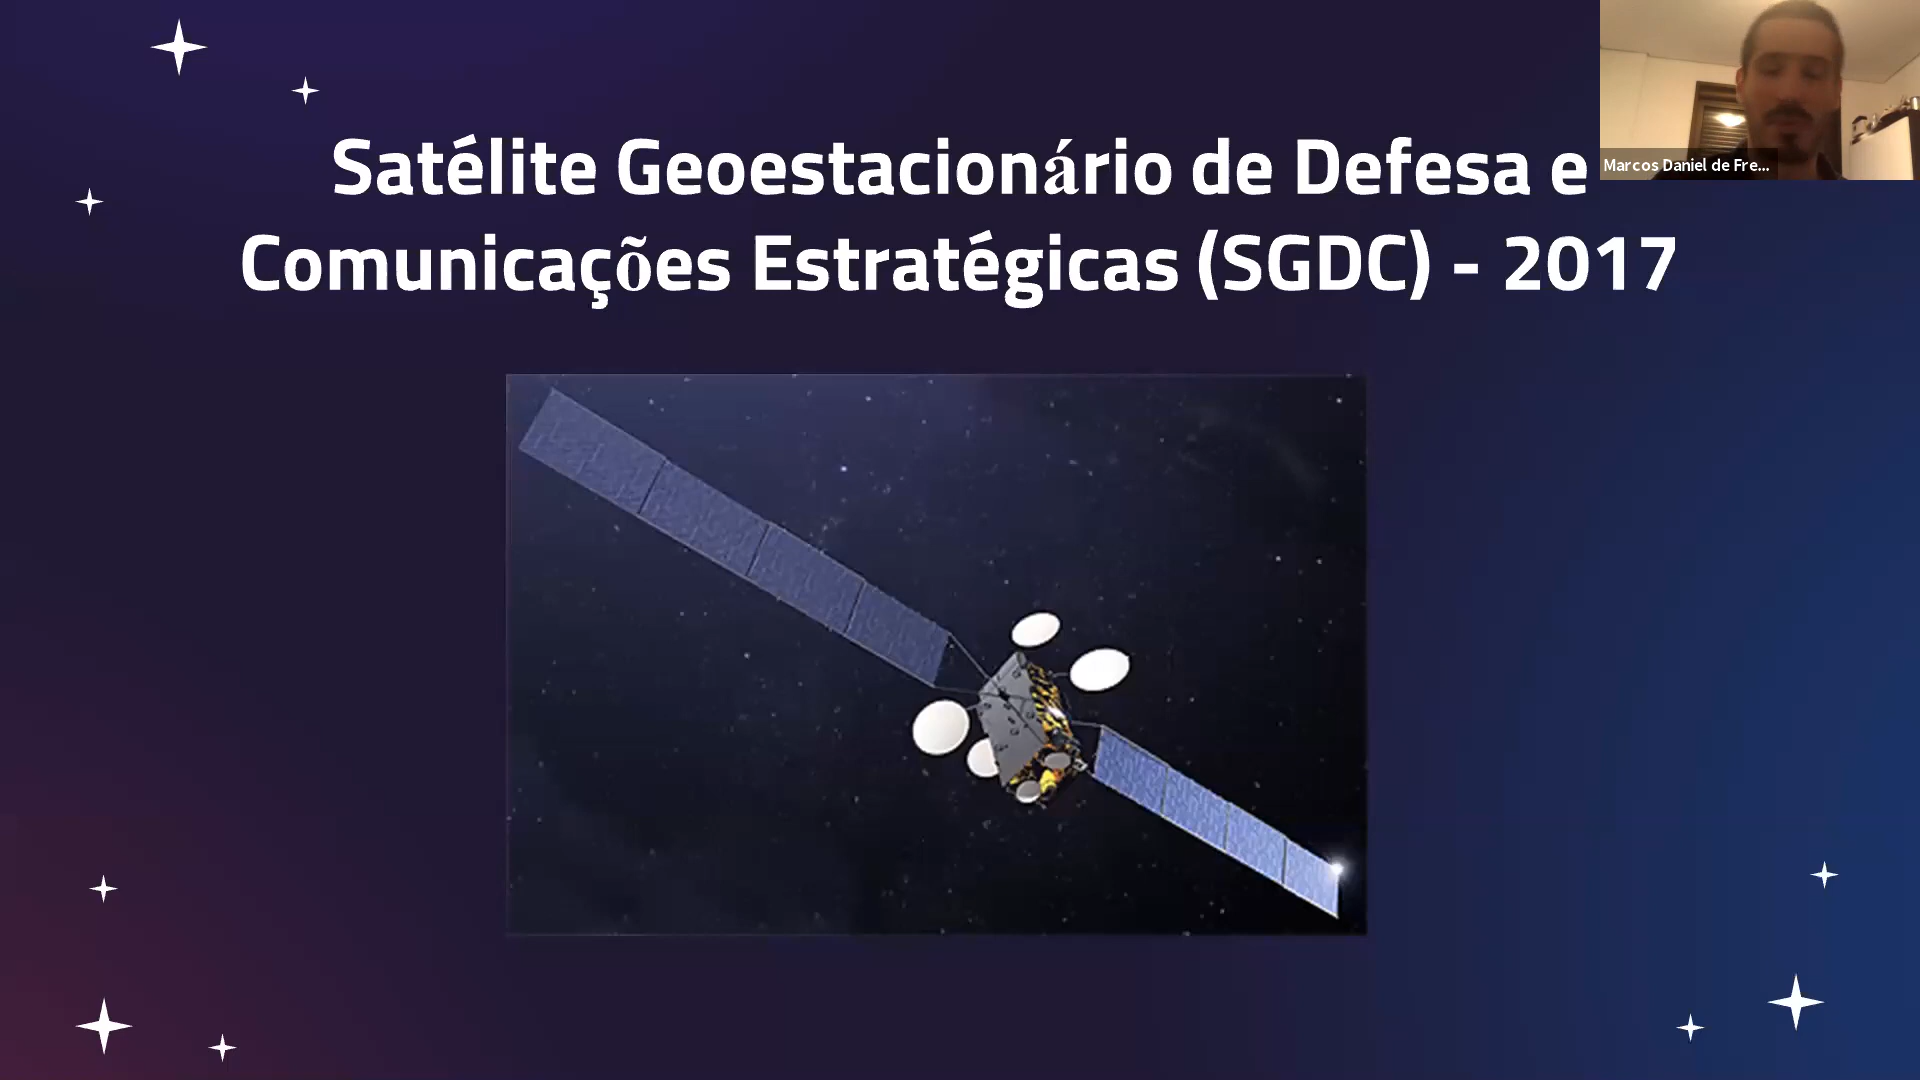 Satélite Geoestacionário de Defesa e
Comunicações Estratégicas (SGDC) - 2017
Marcos Daniel de Fre...